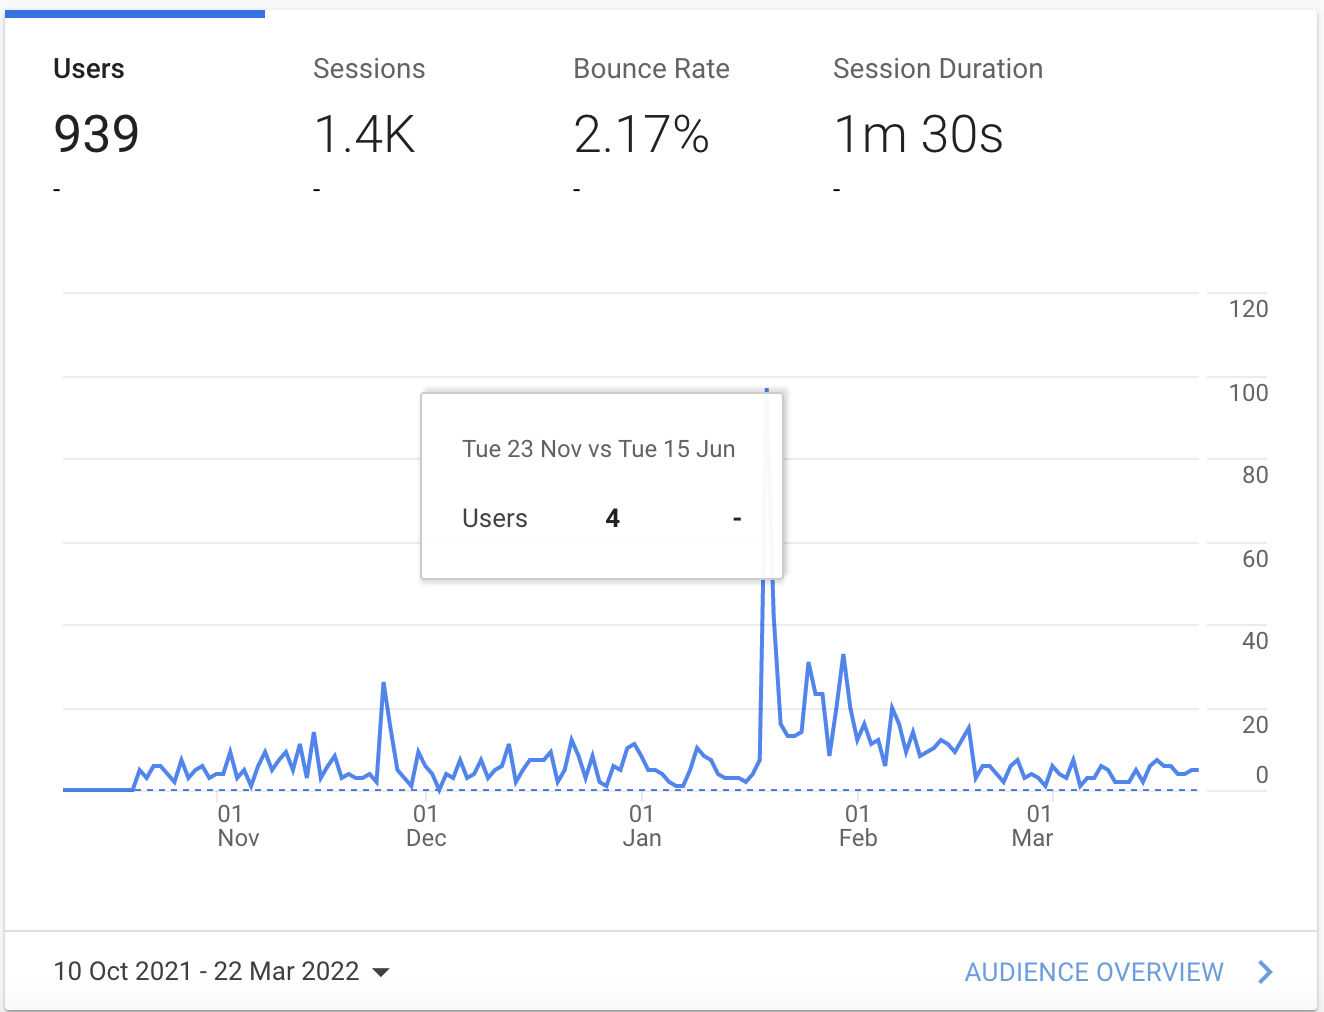 Users Sessions Bounce Rate Session Duration
939 1.4K 2.17% 1m 30s
- - - -
120
100
80
60
40
20
0
Tue 23 Nov vs Tue 15 Jun
Users 4 -
01 01 01 01 01
Nov Dec Jan Feb Mar
10 Oct 2021 - 22 Mar 2022 AUDIENCE OVERVIEW